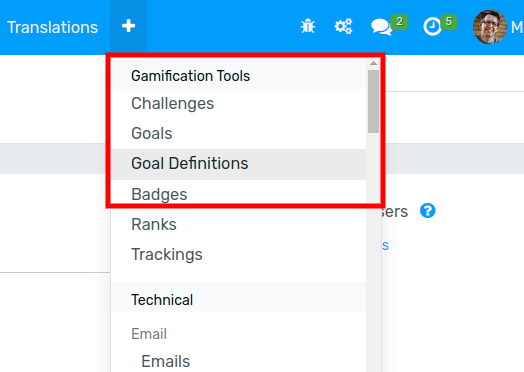 Translations + 2 5 M
Gamification Tools
Challenges
Goals
Goal Definitions
Badges
sers ?
Ranks
s
Trackings
Technical
Email
Emails